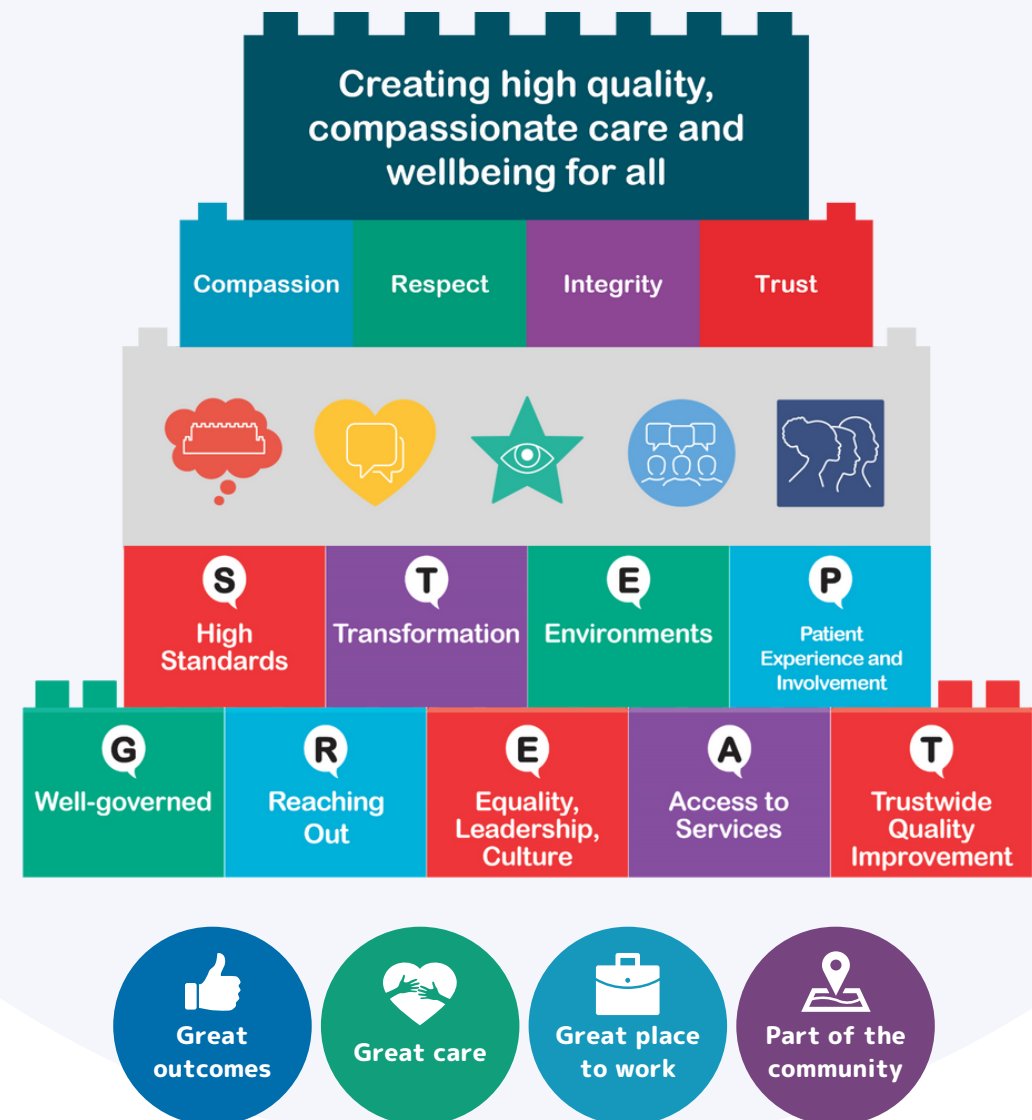 Creating high quality,
compassionate care and
wellbeing for all
Compassion
Respect
Integrity
Trust
S
High
Standards
T
Transformation
E
Environments
P
Patient
Experience and
Involvement
G
Well-governed
R
Reaching
Out
E
Equality,
Leadership,
Culture
A
Access to
Services
T
Trustwide
Quality
Improvement
Great
outcomes
Great care
Great place
to work
Part of the
community